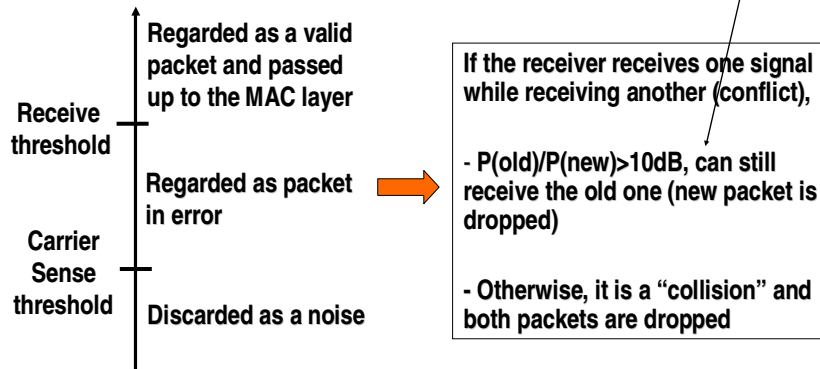 Regarded as a valid
packet and passed
up to the MAC layer
Receive
threshold
Regarded as packet
in error
Carrier
Sense
threshold
Discarded as a noise
If the receiver receives one signal
while receiving another (conflict),
- P(old)/P(new)>10dB, can still
receive the old one (new packet is
dropped)
- Otherwise, it is a “collision” and
both packets are dropped